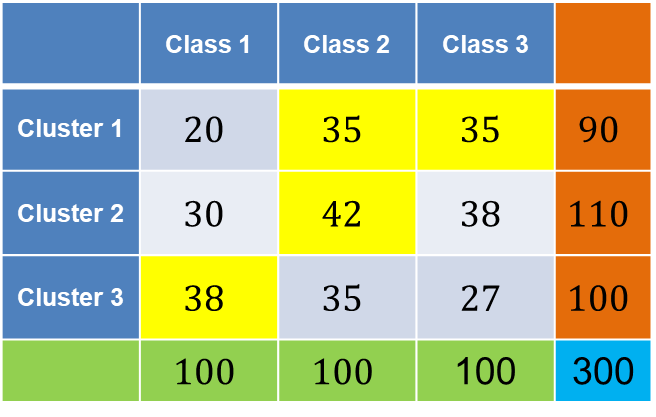 Class 1 Class 2 Class 3
Cluster 1 20 35 35 90
Cluster 2 30 42 38 110
Cluster 3 38 35 27 100
100 100 100 300